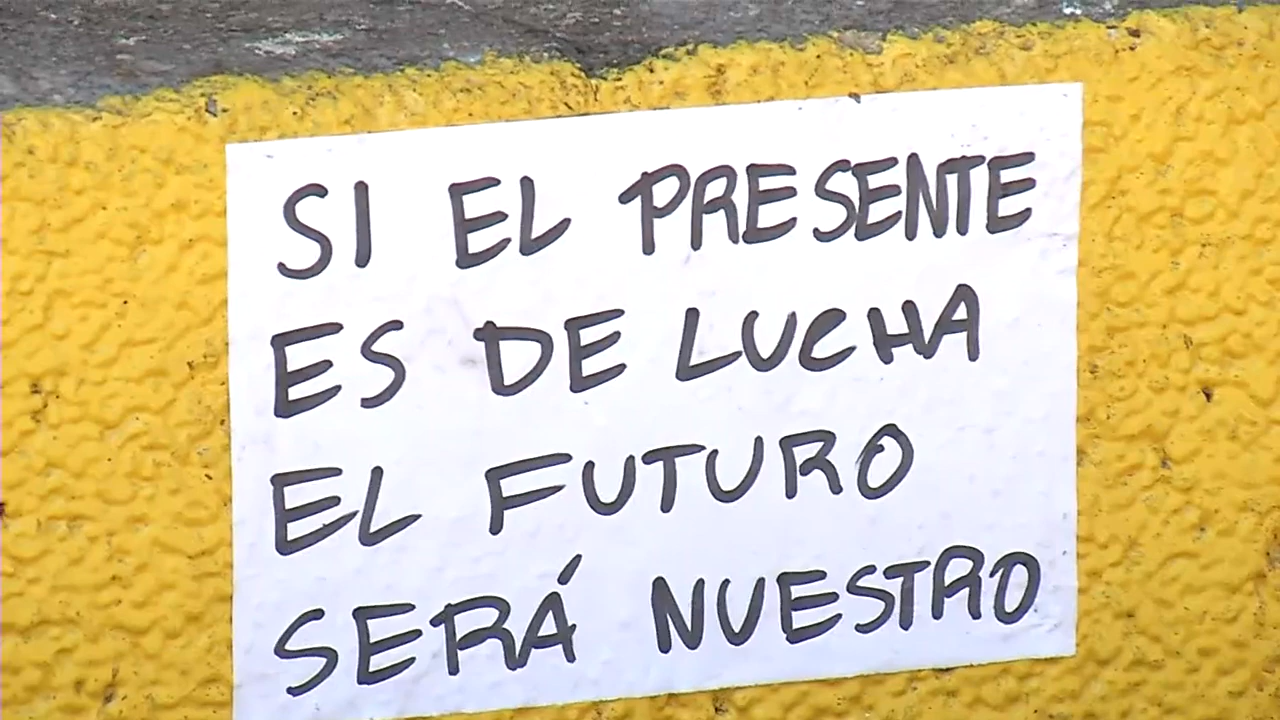 SI EL PRESENTE
ES DE LUCHA
EL FUTURO
SERÁ NUESTRO